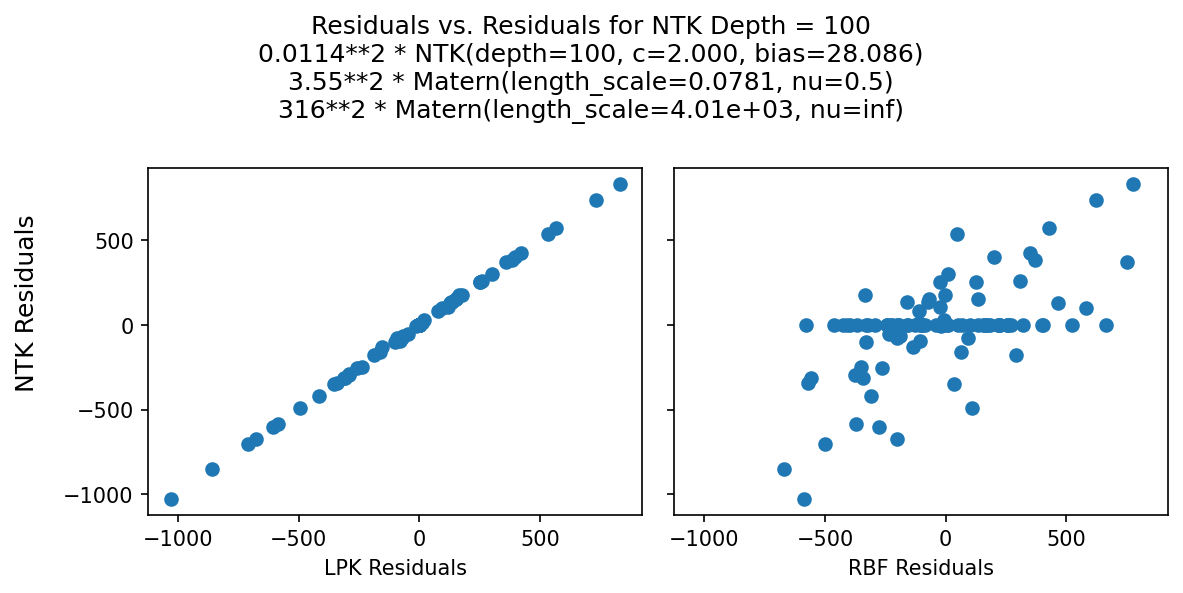 Residuals vs. Residuals for NTK Depth = 100
0.0114**2 * NTK(depth=100, c=2.000, bias=28.086)
3.55**2 * Matern(length_scale=0.0781, nu=0.5)
316**2 * Matern(length_scale=4.01e+03, nu=inf)
NTK Residuals
500
0
−500
−1000
−1000 −500 0 500
LPK Residuals
−1000 −500 0 500
RBF Residuals